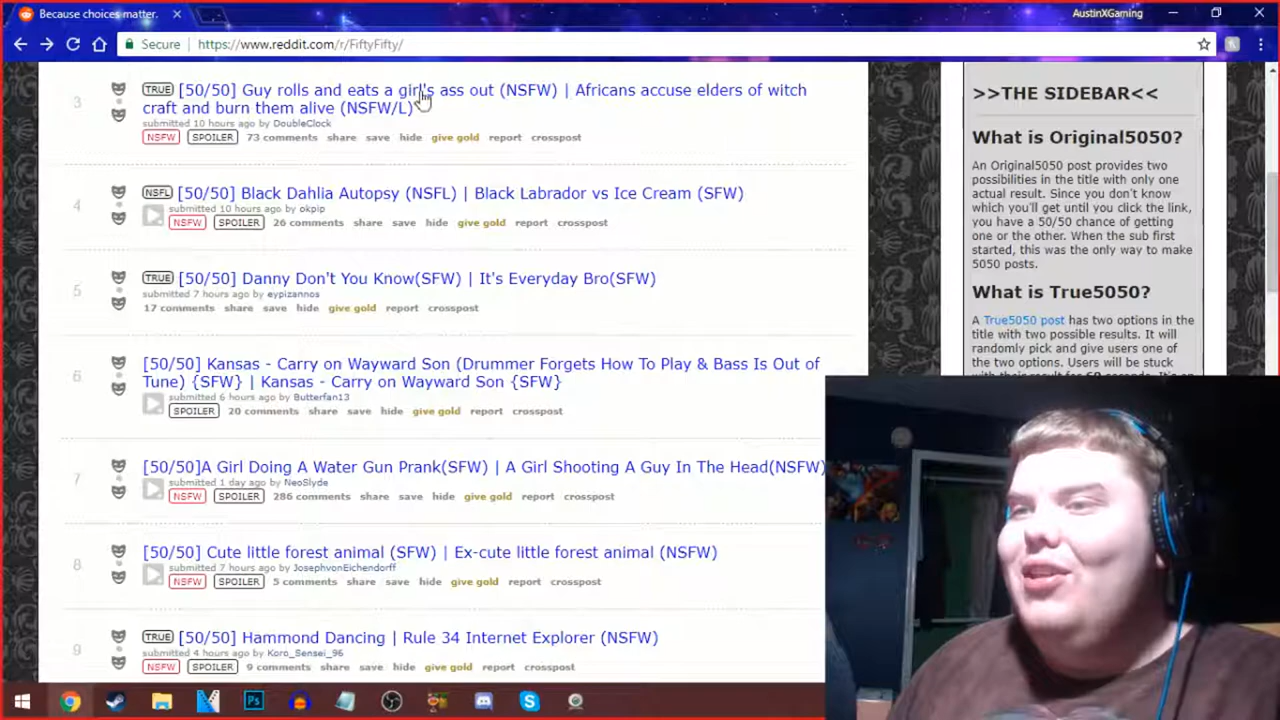 Because choices matter.
AustinXGaming
Secure
https://www.reddit.com/r/FiftyFifty/
3
TRUE [50/50] Guy rolls and eats a girl's ass out (NSFW) | Africans accuse elders of witch
craft and burn them alive (NSFW/L)
submitted 10 hours ago by DoubleClock
NSFW SPOILER 73 comments share save hide give gold report crosspost
4
NSFL [50/50] Black Dahlia Autopsy (NSFL) | Black Labrador vs Ice Cream (SFW)
submitted 10 hours ago by okpip
NSFW SPOILER 26 comments share save hide give gold report crosspost
5
TRUE [50/50] Danny Don't You Know(SFW) | It's Everyday Bro(SFW)
submitted 7 hours ago by eypizannos
17 comments share save hide give gold report crosspost
6
[50/50] Kansas - Carry on Wayward Son (Drummer Forgets How To Play & Bass Is Out of
Tune) {SFW} | Kansas - Carry on Wayward Son {SFW}
submitted 6 hours ago by Butterfan13
SPOILER 20 comments share save hide give gold report crosspost
7
[50/50]A Girl Doing A Water Gun Prank(SFW) | A Girl Shooting A Guy In The Head(NSFW)
submitted 1 day ago by NeoSlyde
NSFW SPOILER 286 comments share save hide give gold report crosspost
8
[50/50] Cute little forest animal (SFW) | Ex-cute little forest animal (NSFW)
submitted 7 hours ago by JosephvonEichendorff
NSFW SPOILER 5 comments share save hide give gold report crosspost
9
TRUE [50/50] Hammond Dancing | Rule 34 Internet Explorer (NSFW)
submitted 4 hours ago by Koro_Sensei_96
NSFW SPOILER 9 comments share save hide give gold report crosspost
>>THE SIDEBAR<<
What is Original5050?
An Original5050 post provides two
possibilities in the title with only one
actual result. Since you don't know
which you'll get until you click the link,
you have a 50/50 chance of getting
one or the other. When the sub first
started, this was the only way to make
5050 posts.
What is True5050?
A True5050 post has two options in the
title with two possible results. It will
randomly pick and give users one of
the two options. Users will be stuck